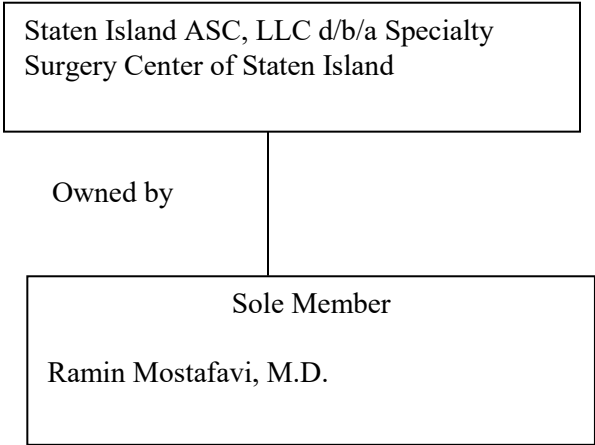 Staten Island ASC, LLC d/b/a Specialty
Surgery Center of Staten Island
Owned by
Sole Member
Ramin Mostafavi, M.D.